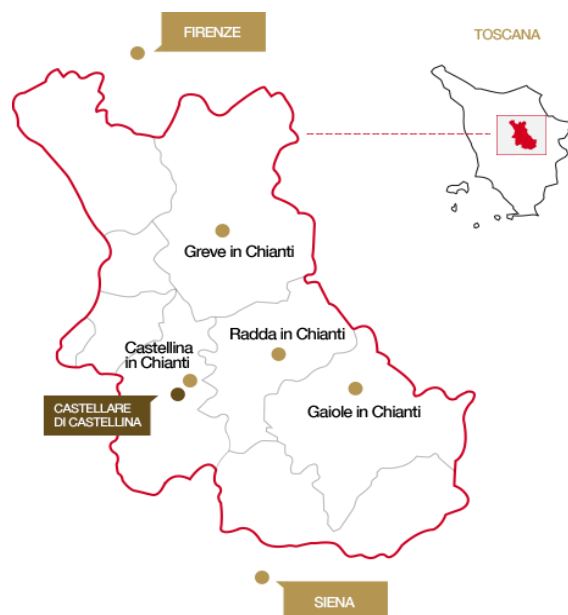 FIRENZE
TOSCANA
Greve in Chianti
Radda in Chianti
Castellina
in Chianti
Gaiole in Chianti
CASTELLARE
DI CASTELLINA
SIENA